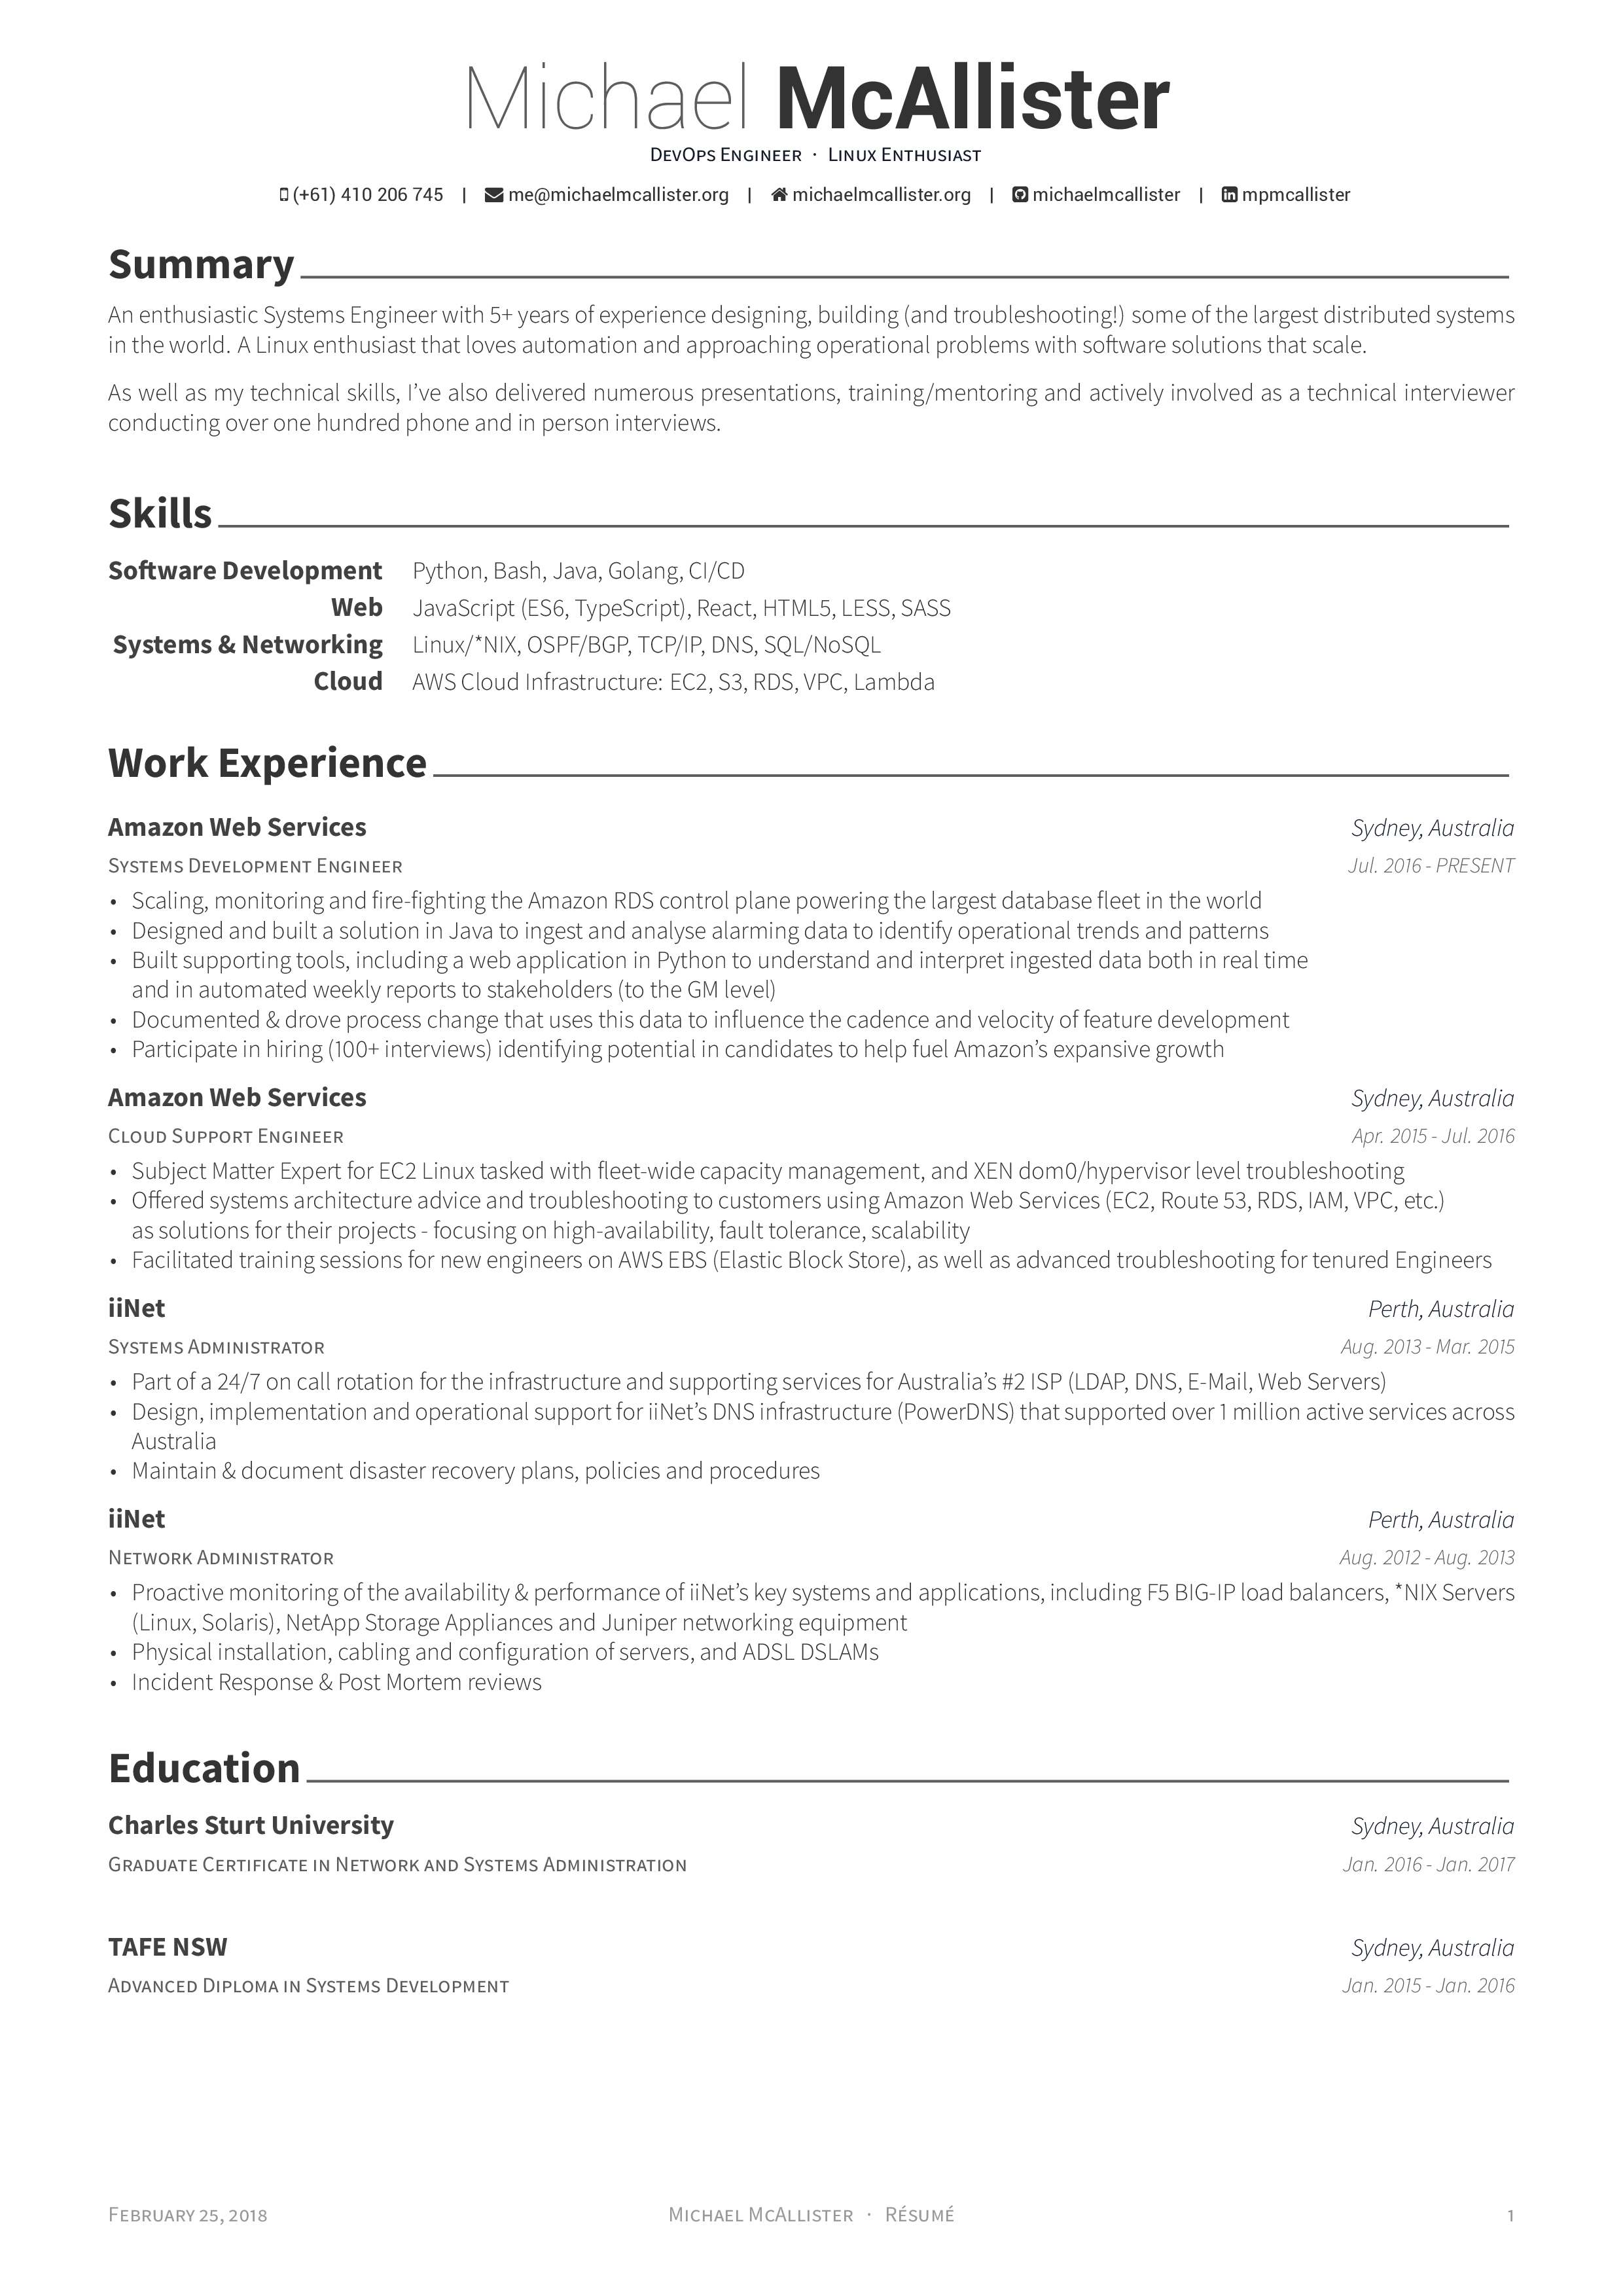 Michael McAllister
DevOps Engineer · Linux Enthusiast
(+61) 410 206 745 | me@michaelmcallister.org | michaelmcallister.org | michaelmcallister | mpmcallister
Summary
An enthusiastic Systems Engineer with 5+ years of experience designing, building (and troubleshooting!) some of the largest distributed systems
in the world. A Linux enthusiast that loves automation and approaching operational problems with software solutions that scale.
As well as my technical skills, I’ve also delivered numerous presentations, training/mentoring and actively involved as a technical interviewer
conducting over one hundred phone and in person interviews.
Skills
Software Development Python, Bash, Java, Golang, CI/CD
Web JavaScript (ES6, TypeScript), React, HTML5, LESS, SASS
Systems & Networking Linux/*NIX, OSPF/BGP, TCP/IP, DNS, SQL/NoSQL
Cloud AWS Cloud Infrastructure: EC2, S3, RDS, VPC, Lambda
Work Experience
Amazon Web Services Sydney, Australia
Systems Development Engineer Jul. 2016 - PRESENT
• Scaling, monitoring and fire-fighting the Amazon RDS control plane powering the largest database fleet in the world
• Designed and built a solution in Java to ingest and analyse alarming data to identify operational trends and patterns
• Built supporting tools, including a web application in Python to understand and interpret ingested data both in real time
and in automated weekly reports to stakeholders (to the GM level)
• Documented & drove process change that uses this data to influence the cadence and velocity of feature development
• Participate in hiring (100+ interviews) identifying potential in candidates to help fuel Amazon’s expansive growth
Amazon Web Services Sydney, Australia
Cloud Support Engineer Apr. 2015 - Jul. 2016
• Subject Matter Expert for EC2 Linux tasked with fleet-wide capacity management, and XEN dom0/hypervisor level troubleshooting
• Offered systems architecture advice and troubleshooting to customers using Amazon Web Services (EC2, Route 53, RDS, IAM, VPC, etc.)
as solutions for their projects - focusing on high-availability, fault tolerance, scalability
• Facilitated training sessions for new engineers on AWS EBS (Elastic Block Store), as well as advanced troubleshooting for tenured Engineers
iiNet Perth, Australia
Systems Administrator Aug. 2013 - Mar. 2015
• Part of a 24/7 on call rotation for the infrastructure and supporting services for Australia’s #2 ISP (LDAP, DNS, E-Mail, Web Servers)
• Design, implementation and operational support for iiNet’s DNS infrastructure (PowerDNS) that supported over 1 million active services across
Australia
• Maintain & document disaster recovery plans, policies and procedures
iiNet Perth, Australia
Network Administrator Aug. 2012 - Aug. 2013
• Proactive monitoring of the availability & performance of iiNet’s key systems and applications, including F5 BIG-IP load balancers, *NIX Servers
(Linux, Solaris), NetApp Storage Appliances and Juniper networking equipment
• Physical installation, cabling and configuration of servers, and ADSL DSLAMs
• Incident Response & Post Mortem reviews
Education
Charles Sturt University Sydney, Australia
Graduate Certificate in Network and Systems Administration Jan. 2016 - Jan. 2017
TAFE NSW Sydney, Australia
Advanced Diploma in Systems Development Jan. 2015 - Jan. 2016
February 25, 2018 Michael McAllister · Résumé 1